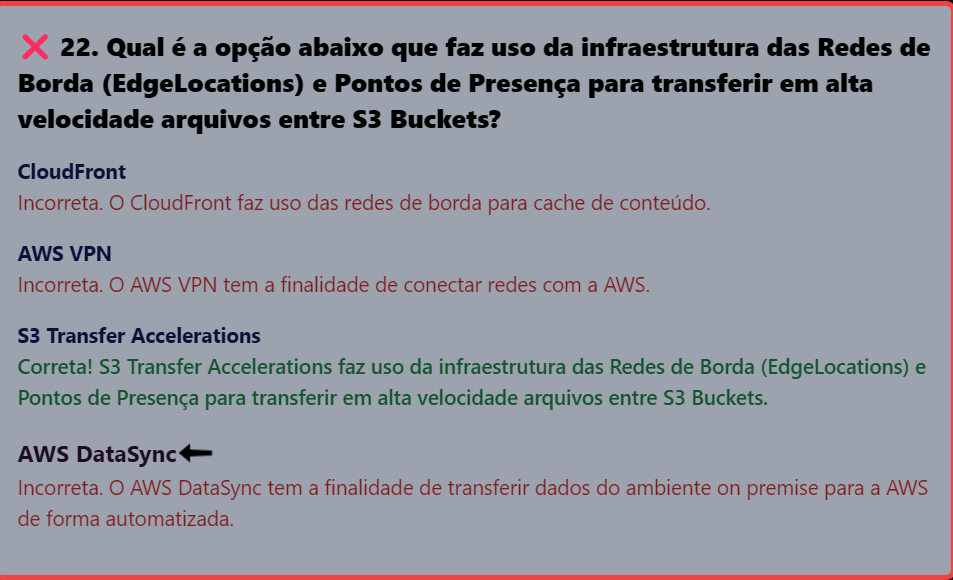 ❌ 22. Qual é a opção abaixo que faz uso da infraestrutura das Redes de
Borda (EdgeLocations) e Pontos de Presença para transferir em alta
velocidade arquivos entre S3 Buckets?
CloudFront
Incorreta. O CloudFront faz uso das redes de borda para cache de conteúdo.
AWS VPN
Incorreta. O AWS VPN tem a finalidade de conectar redes com a AWS.
S3 Transfer Accelerations
Correta! S3 Transfer Accelerations faz uso da infraestrutura das Redes de Borda (EdgeLocations) e
Pontos de Presença para transferir em alta velocidade arquivos entre S3 Buckets.
AWS DataSync
Incorreta. O AWS DataSync tem a finalidade de transferir dados do ambiente on premise para a AWS
de forma automatizada.